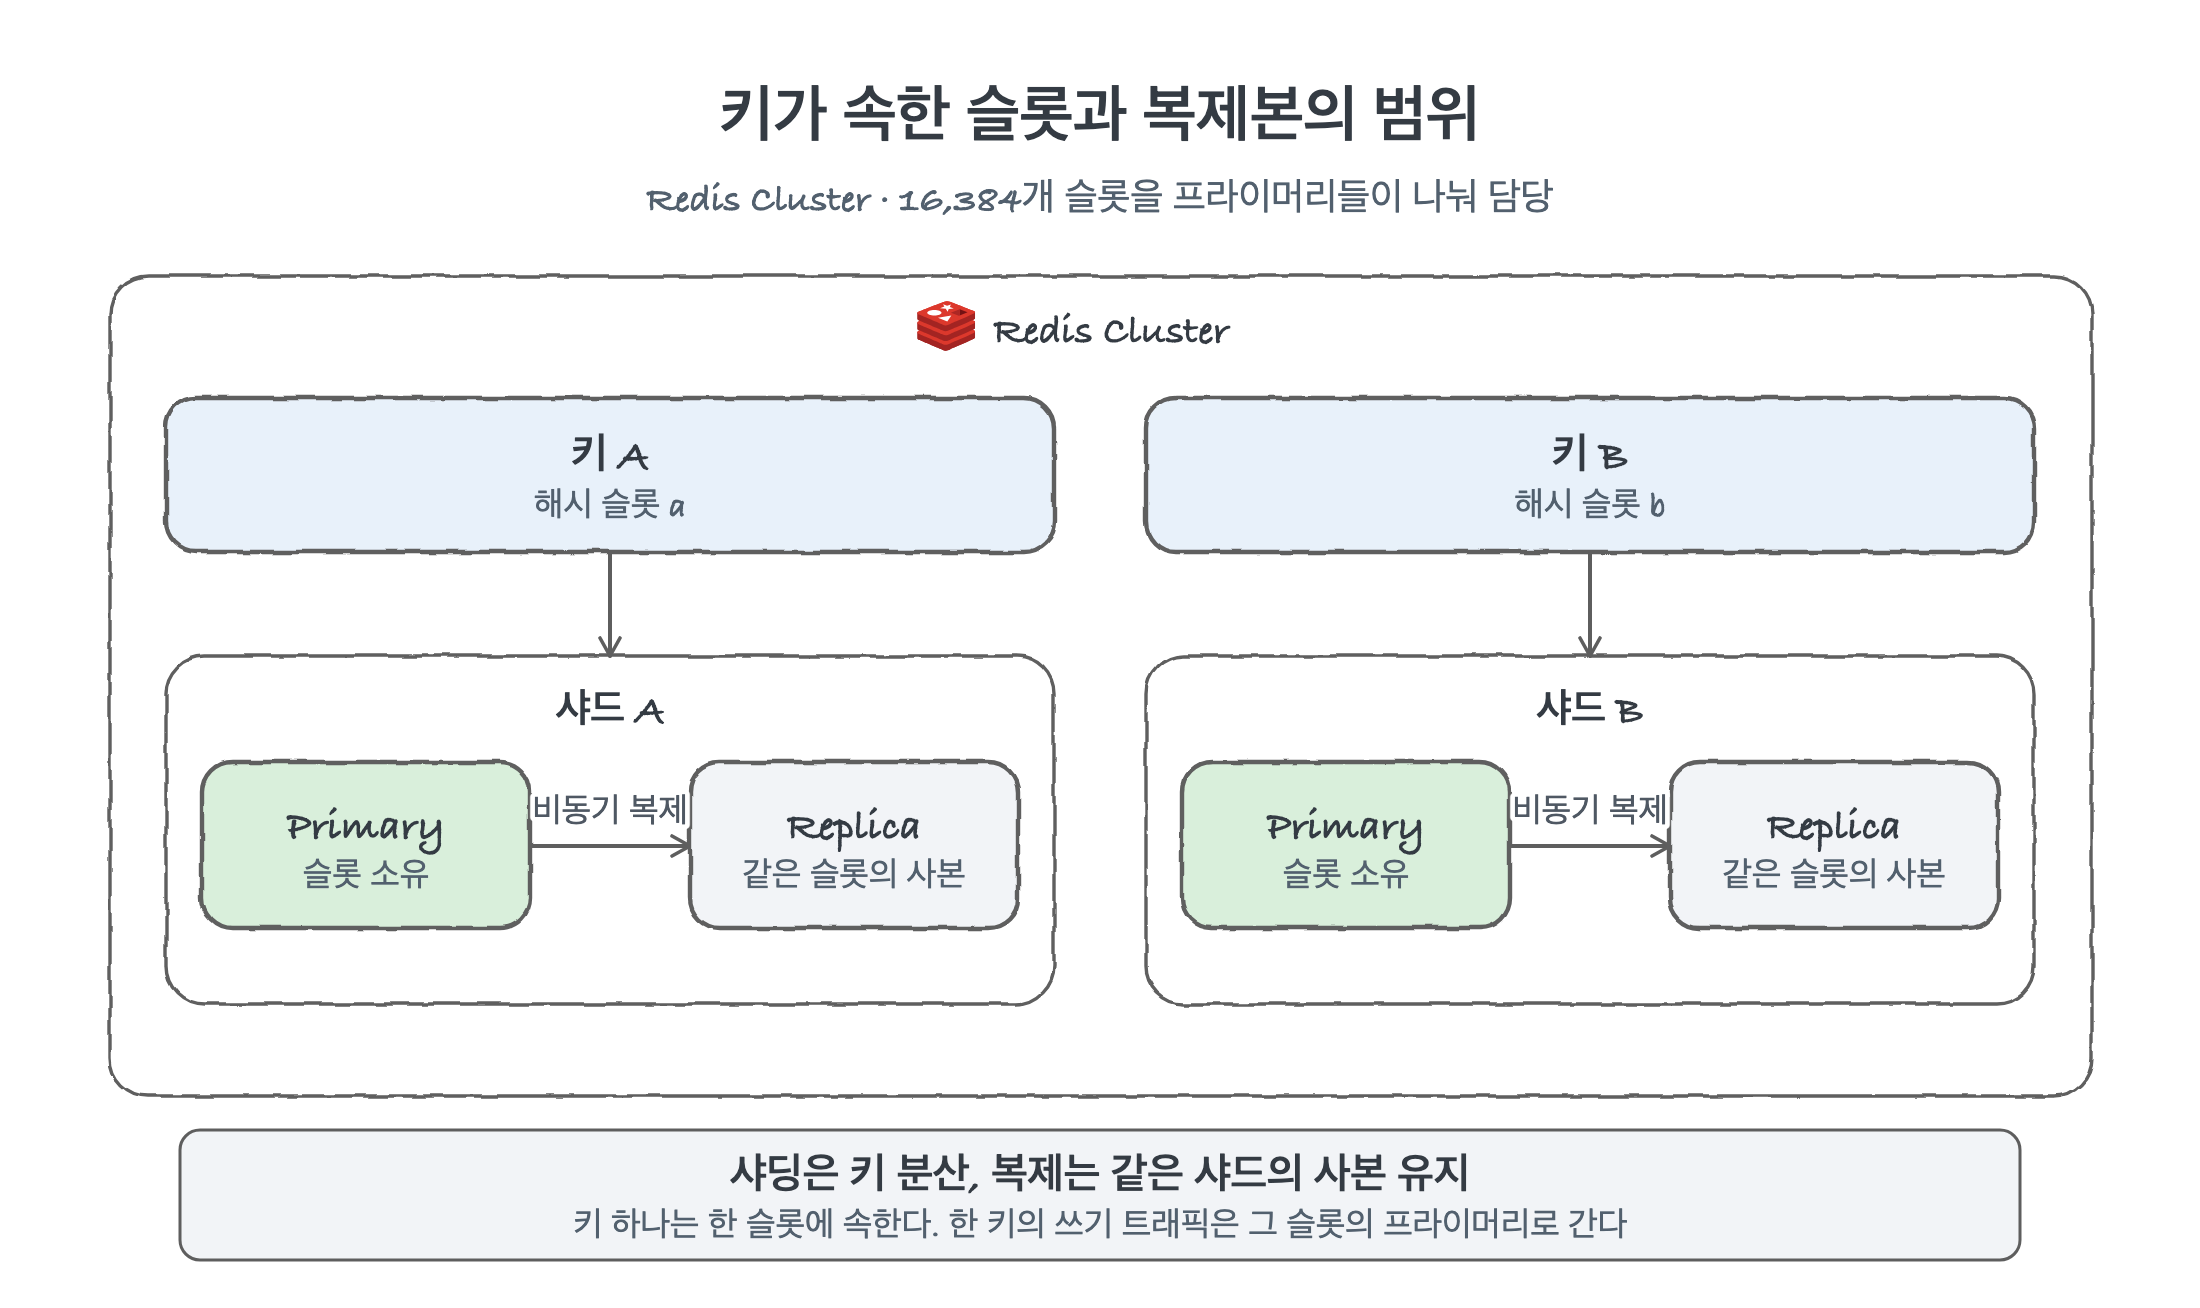 키가 속한 슬롯과 복제본의 범위
Redis Cluster · 16,384개 슬롯을 프라이머리들이 나눠 담당
Redis Cluster
키 A
해시 슬롯 a
키 B
해시 슬롯 b
샤드 A
Primary
슬롯 소유
비동기 복제
Replica
같은 슬롯의 사본
샤드 B
Primary
슬롯 소유
비동기 복제
Replica
같은 슬롯의 사본
샤딩은 키 분산, 복제는 같은 샤드의 사본 유지
키 하나는 한 슬롯에 속한다. 한 키의 쓰기 트래픽은 그 슬롯의 프라이머리로 간다